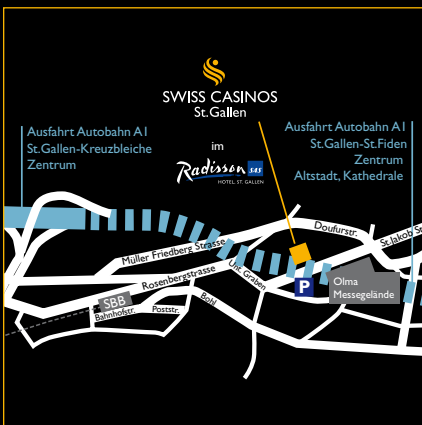 SWISS CASINOS
St.Gallen
im
Radisson SAS
HOTEL, ST. GALLEN
Ausfahrt Autobahn A1
St.Gallen-Kreuzbleiche
Zentrum
Ausfahrt Autobahn A1
St.Gallen-St.Fiden
Zentrum
Altstadt, Kathedrale
Doufurstr.
St.Jakob St
Müller Friedberg Strasse
Rosenbergstrasse
Unt. Graben
P
Olma
Messegelände
SBB
Bahnhofstr.
Poststr.
Bohl